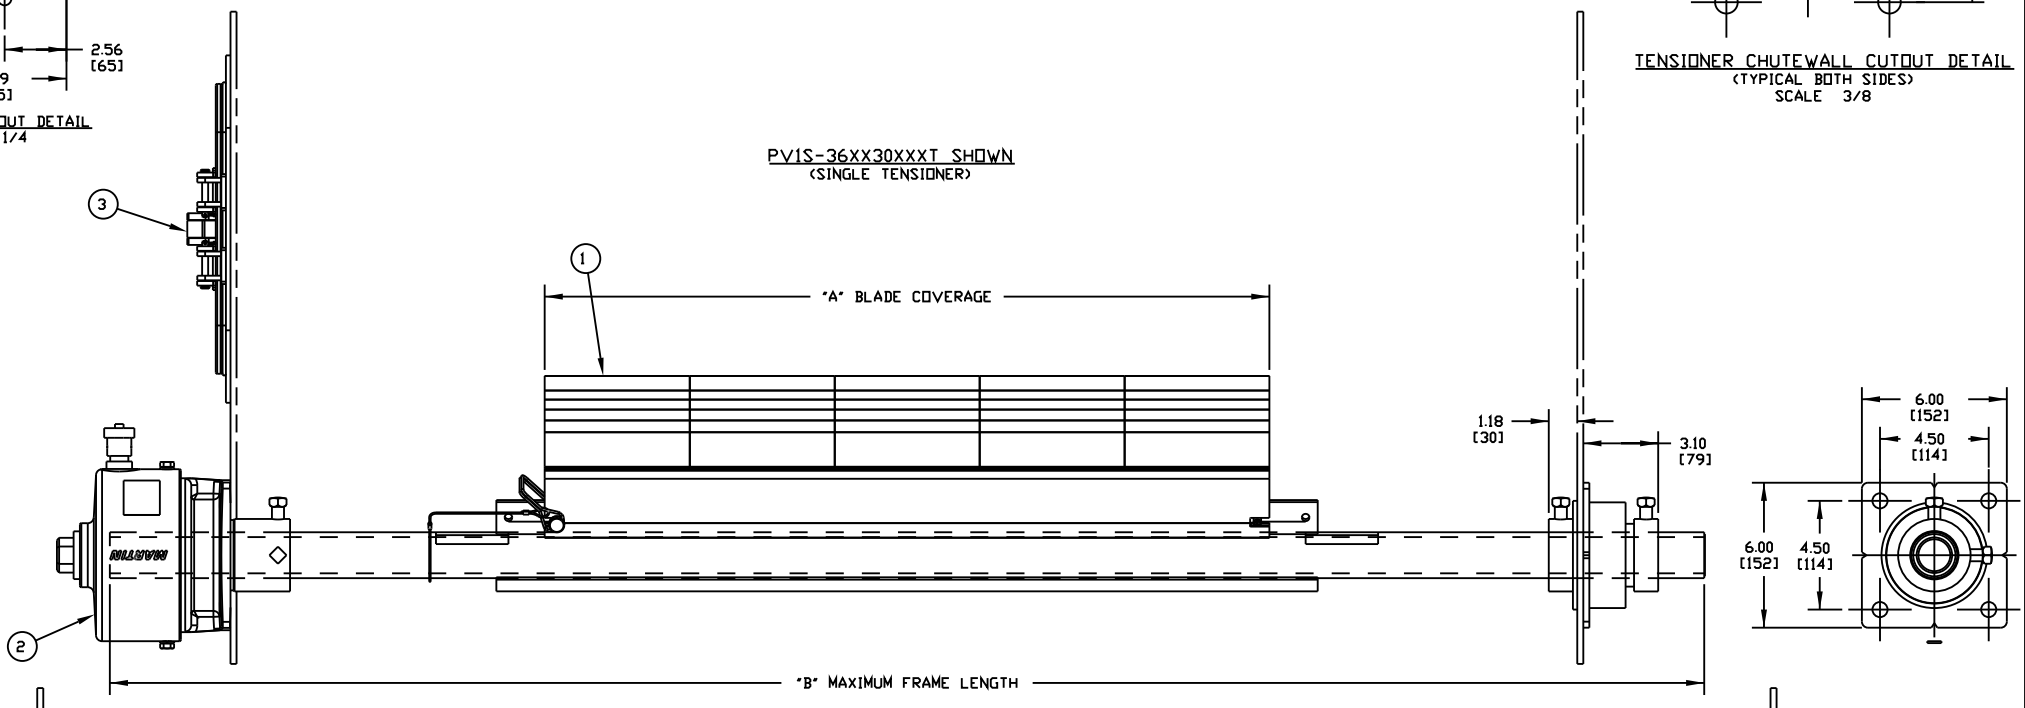 2.56
[65]
9
5]
OUT DETAIL
1/4
TENSIONER CHUTEWALL CUTOUT DETAIL
(TYPICAL BOTH SIDES)
SCALE 3/8
PV1S-36XX30XXXT SHOWN
(SINGLE TENSIONER)
3
1
"A" BLADE COVERAGE
1.18
[30]
3.10
[79]
6.00
[152]
4.50
[114]
6.00
[152]
4.50
[114]
MARTIN
2
"B" MAXIMUM FRAME LENGTH